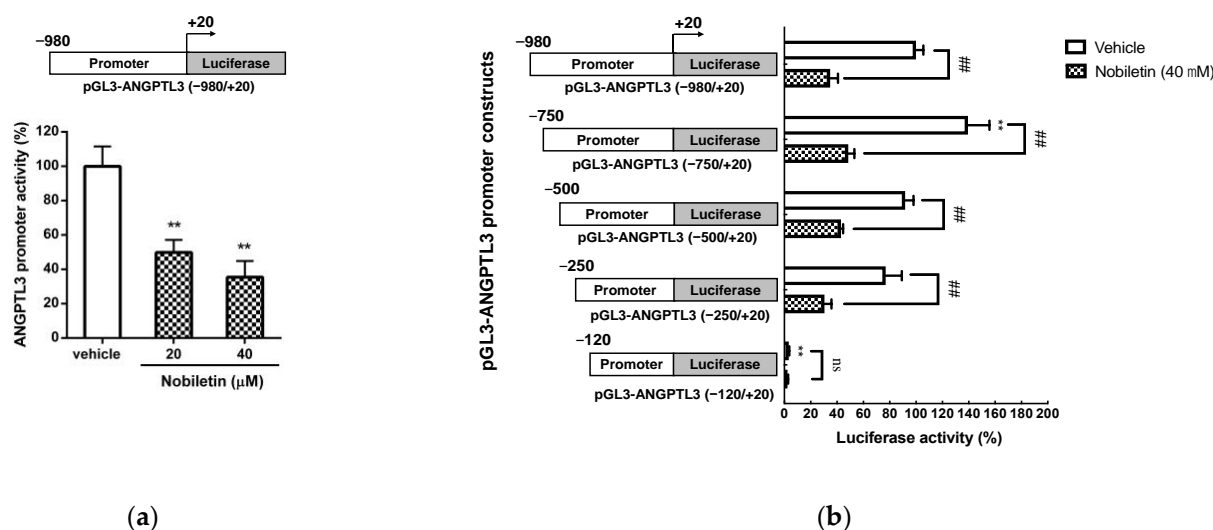 +20
−980
Promoter
Luciferase
pGL3-ANGPTL3 (−980/+20)
ANGPTL3 promoter activity (%)
120
100
80
60
40
20
0
**
**
vehicle
20
40
Nobiletin (μM)
(a)
pGL3-ANGPTL3 promoter constructs
+20
−980
Promoter
Luciferase
pGL3-ANGPTL3 (−980/+20)
−750
Promoter
Luciferase
pGL3-ANGPTL3 (−750/+20)
−500
Promoter
Luciferase
pGL3-ANGPTL3 (−500/+20)
−250
Promoter
Luciferase
pGL3-ANGPTL3 (−250/+20)
−120
Promoter
Luciferase
pGL3-ANGPTL3 (−120/+20)
##
**
##
##
##
**
ns
0 20 40 60 80 100 120 140 160 180 200
Luciferase activity (%)
Vehicle
Nobiletin (40 mM)
(b)